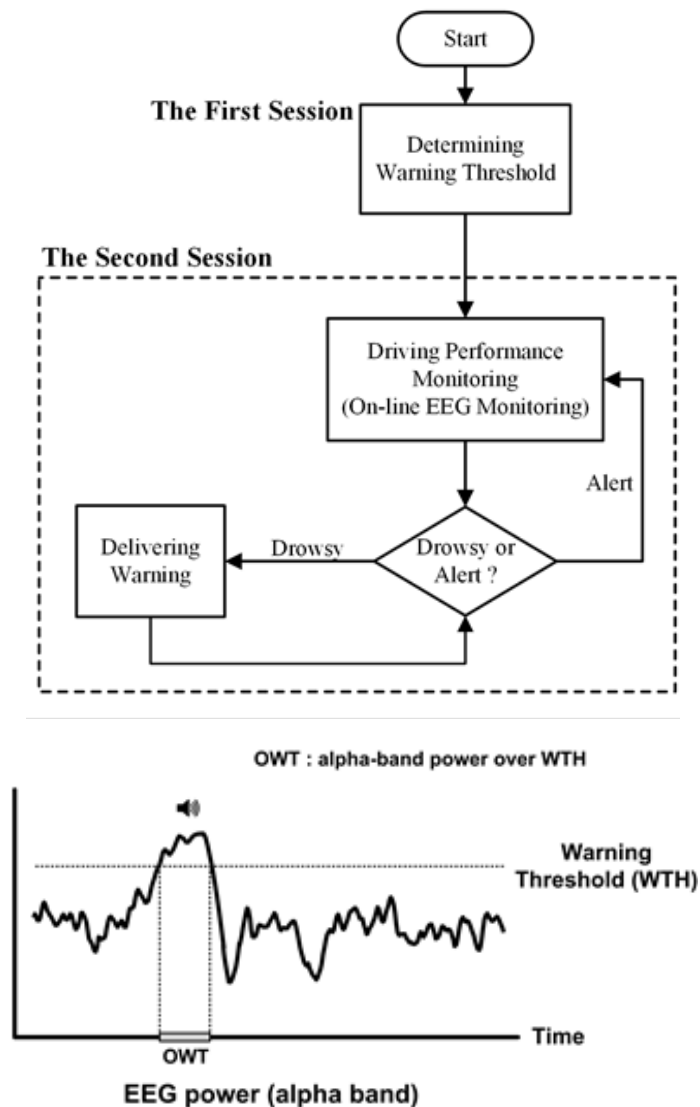 Start
The First Session
Determining
Warning Threshold
The Second Session
Driving Performance
Monitoring
(On-line EEG Monitoring)
Alert
Delivering
Warning
Drowsy
Drowsy or
Alert ?
OWT : alpha-band power over WTH
Warning
Threshold (WTH)
Time
OWT
EEG power (alpha band)